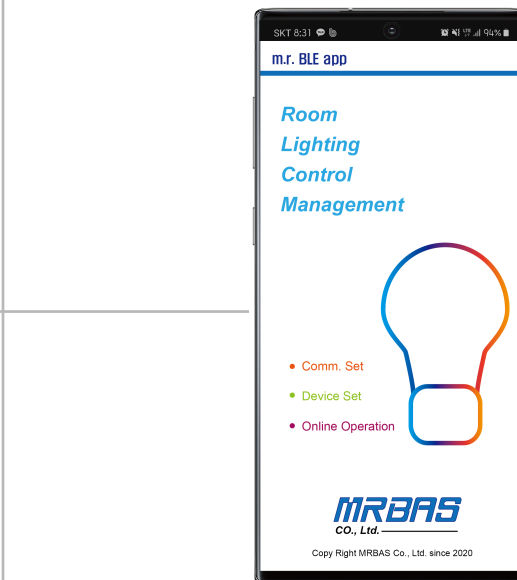 SKT 8:31
94%
m.r. BLE app
Room
Lighting
Control
Management
Comm. Set
Device Set
Online Operation
MRBAS
CO., Ltd.
Copy Right MRBAS Co., Ltd. since 2020